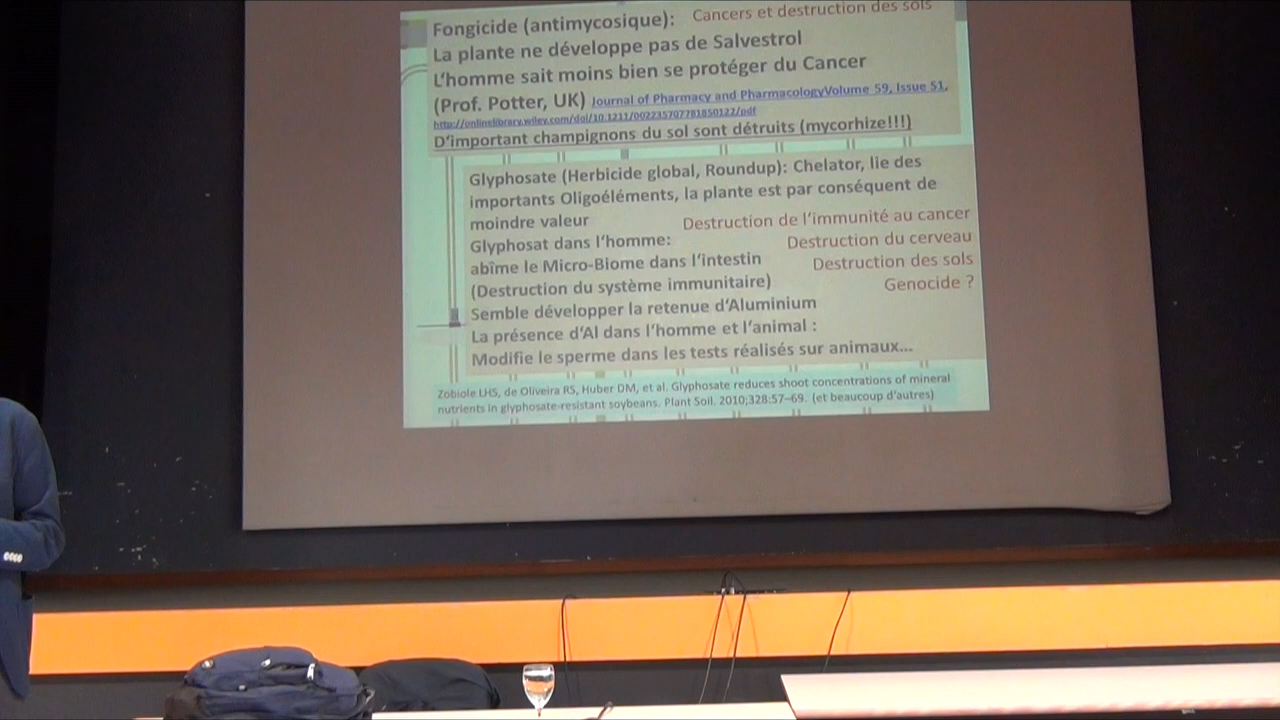 Fongicide (antimycosique): Cancers et destruction des sols
La plante ne développe pas de Salvestrol
L'homme sait moins bien se protéger du Cancer
(Prof. Potter, UK) Journal of Pharmacy and PharmacologyVolume 59, Issue S1,
http://onlinelibrary.wiley.com/doi/10.1211/002235707781850122/pdf
D'important champignons du sol sont détruits (mycorhize!!!)
Glyphosate (Herbicide global, Roundup): Chelator, lie des
importants Oligoéléments, la plante est par conséquent de
moindre valeur Destruction de l'immunité au cancer
Glyphosat dans l'homme: Destruction du cerveau
abîme le Micro-Biome dans l'intestin Destruction des sols
(Destruction du système immunitaire) Genocide ?
Semble développer la retenue d'Aluminium
La présence d'Al dans l'homme et l'animal :
Modifie le sperme dans les tests réalisés sur animaux...
Zobiole LHS, de Oliveira RS, Huber DM, et al. Glyphosate reduces shoot concentrations of mineral
nutrients in glyphosate-resistant soybeans. Plant Soil. 2010;328:57–69. (et beaucoup d'autres)